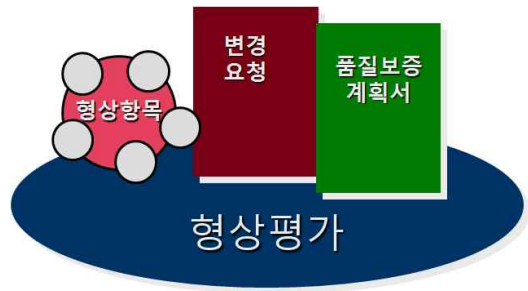 변경
요청
품질보증
계획서
형상항목
형상평가